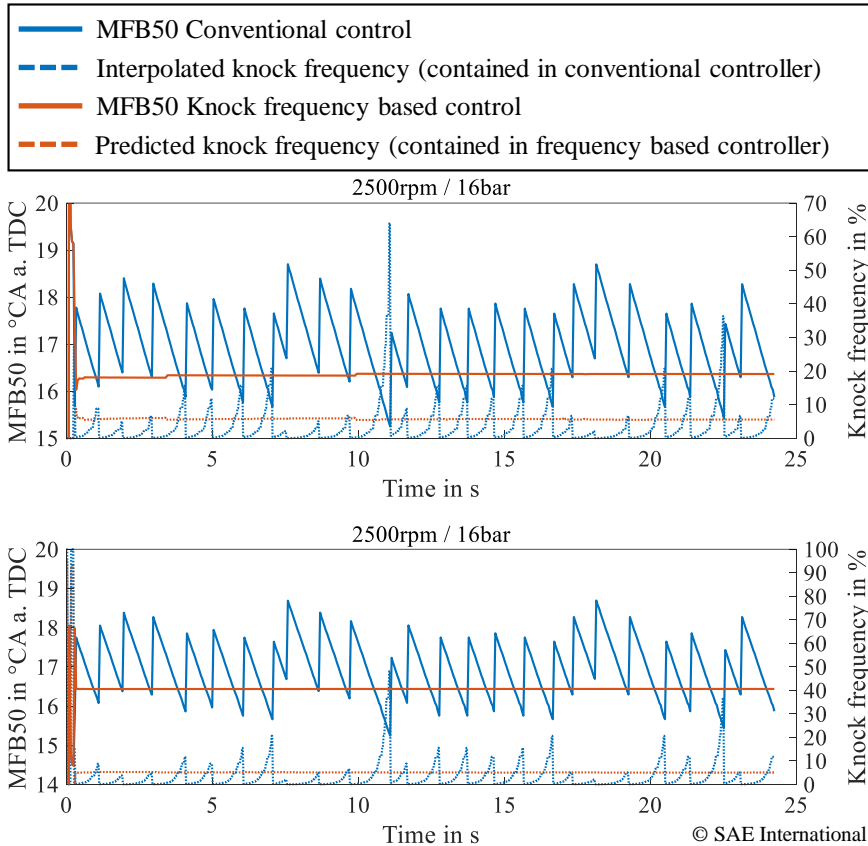 MFB50 Conventional control
Interpolated knock frequency (contained in conventional controller)
MFB50 Knock frequency based control
Predicted knock frequency (contained in frequency based controller)
2500rpm / 16bar
MFB50 in °CA a. TDC
20
19
18
17
16
15
Knock frequency in %
70
60
50
40
30
20
10
0
0 5 10 15 20 25
Time in s
2500rpm / 16bar
MFB50 in °CA a. TDC
20
19
18
17
16
15
14
Knock frequency in %
100
90
80
70
60
50
40
30
20
10
0
0 5 10 15 20 25
Time in s
© SAE International